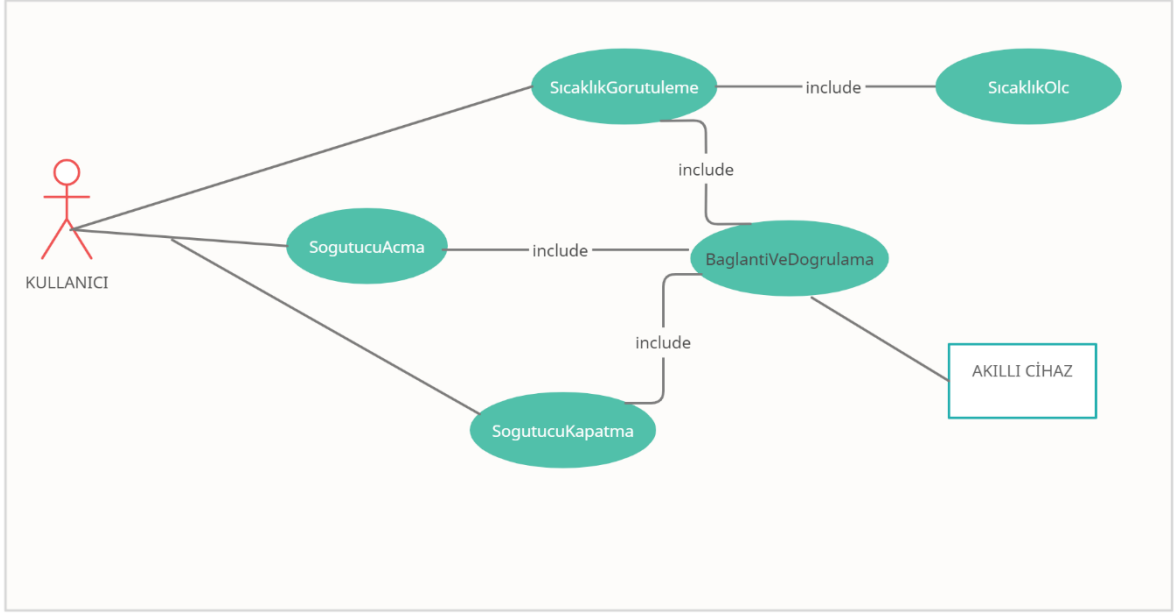 SıcaklıkGorutuleme
include
SıcaklıkOlc
include
SogutucuAcma
include
BaglantiVeDogrulama
KULLANICI
include
AKILLI CİHAZ
SogutucuKapatma